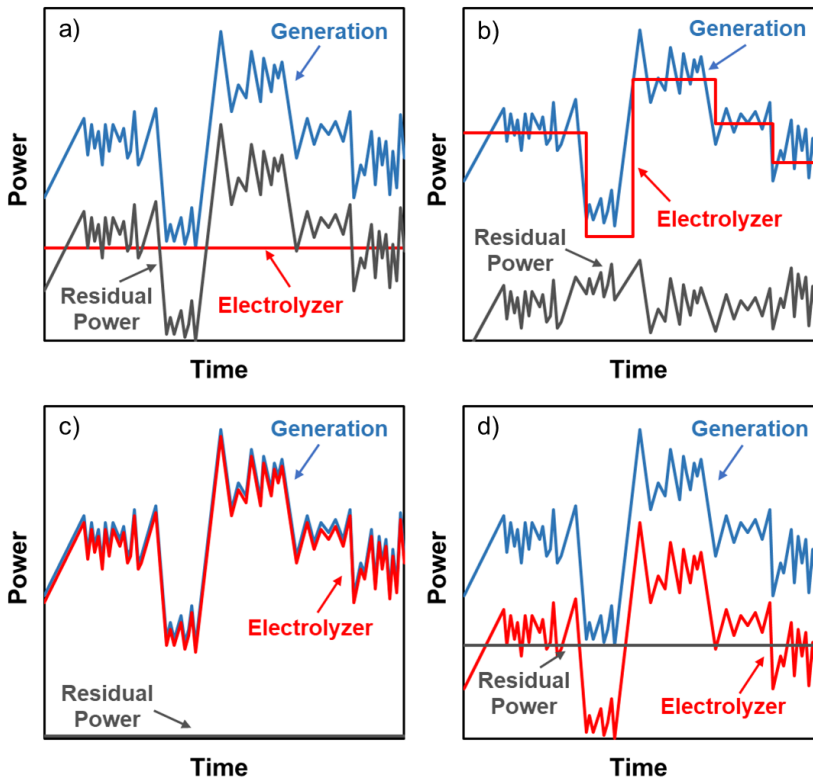 a)
Generation
Power
Residual
Power
Electrolyzer
Time
b)
Generation
Power
Electrolyzer
Residual
Power
Time
c)
Generation
Power
Electrolyzer
Residual
Power
Time
d)
Generation
Power
Residual
Power
Electrolyzer
Time